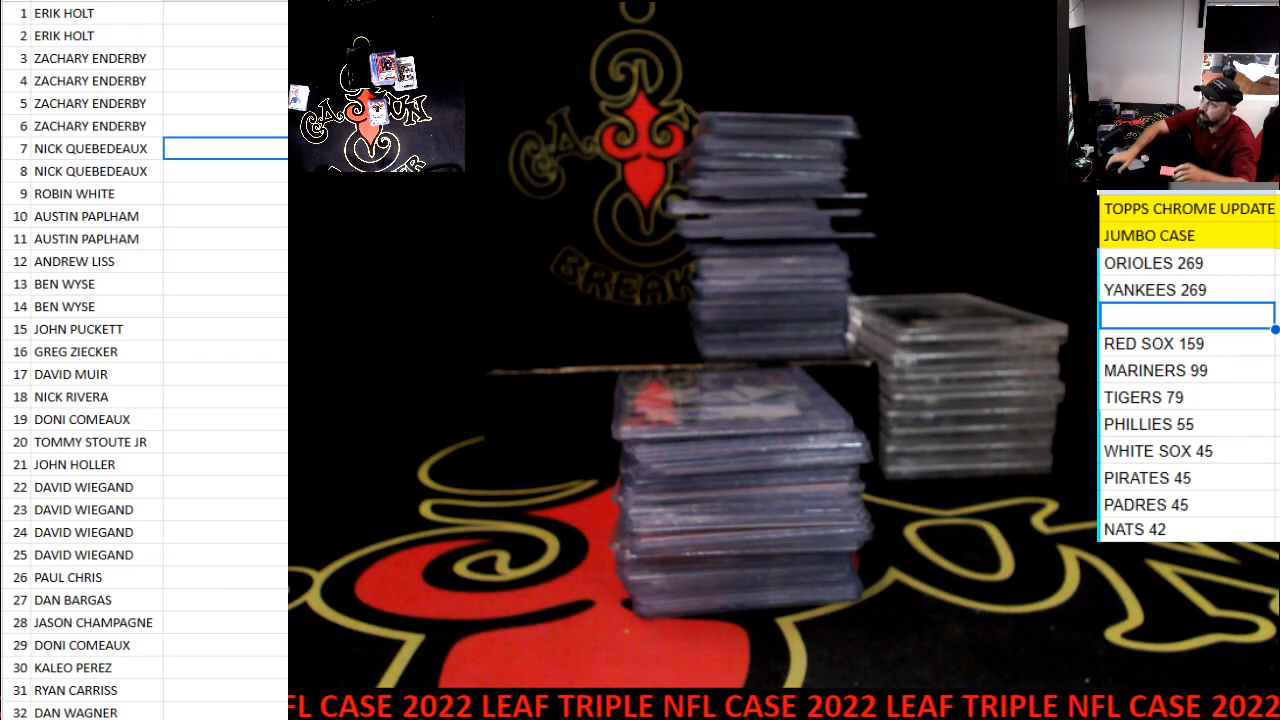 1 ERIK HOLT
2 ERIK HOLT
3 ZACHARY ENDERBY
4 ZACHARY ENDERBY
5 ZACHARY ENDERBY
6 ZACHARY ENDERBY
7 NICK QUEBEDEAUX
8 NICK QUEBEDEAUX
9 ROBIN WHITE
10 AUSTIN PAPLHAM
11 AUSTIN PAPLHAM
12 ANDREW LISS
13 BEN WYSE
14 BEN WYSE
15 JOHN PUCKETT
16 GREG ZIECKER
17 DAVID MUIR
18 NICK RIVERA
19 DONI COMEAUX
20 TOMMY STOUTE JR
21 JOHN HOLLER
22 DAVID WIEGAND
23 DAVID WIEGAND
24 DAVID WIEGAND
25 DAVID WIEGAND
26 PAUL CHRIS
27 DAN BARGAS
28 JASON CHAMPAGNE
29 DONI COMEAUX
30 KALEO PEREZ
31 RYAN CARRISS
32 DAN WAGNER
BREAK
TOPPS CHROME UPDATE
JUMBO CASE
ORIOLES 269
YANKEES 269
RED SOX 159
MARINERS 99
TIGERS 79
PHILLIES 55
WHITE SOX 45
PIRATES 45
PADRES 45
NATS 42
FL CASE 2022 LEAF TRIPLE NFL CASE 2022 LEAF TRIPLE NFL CASE 2022